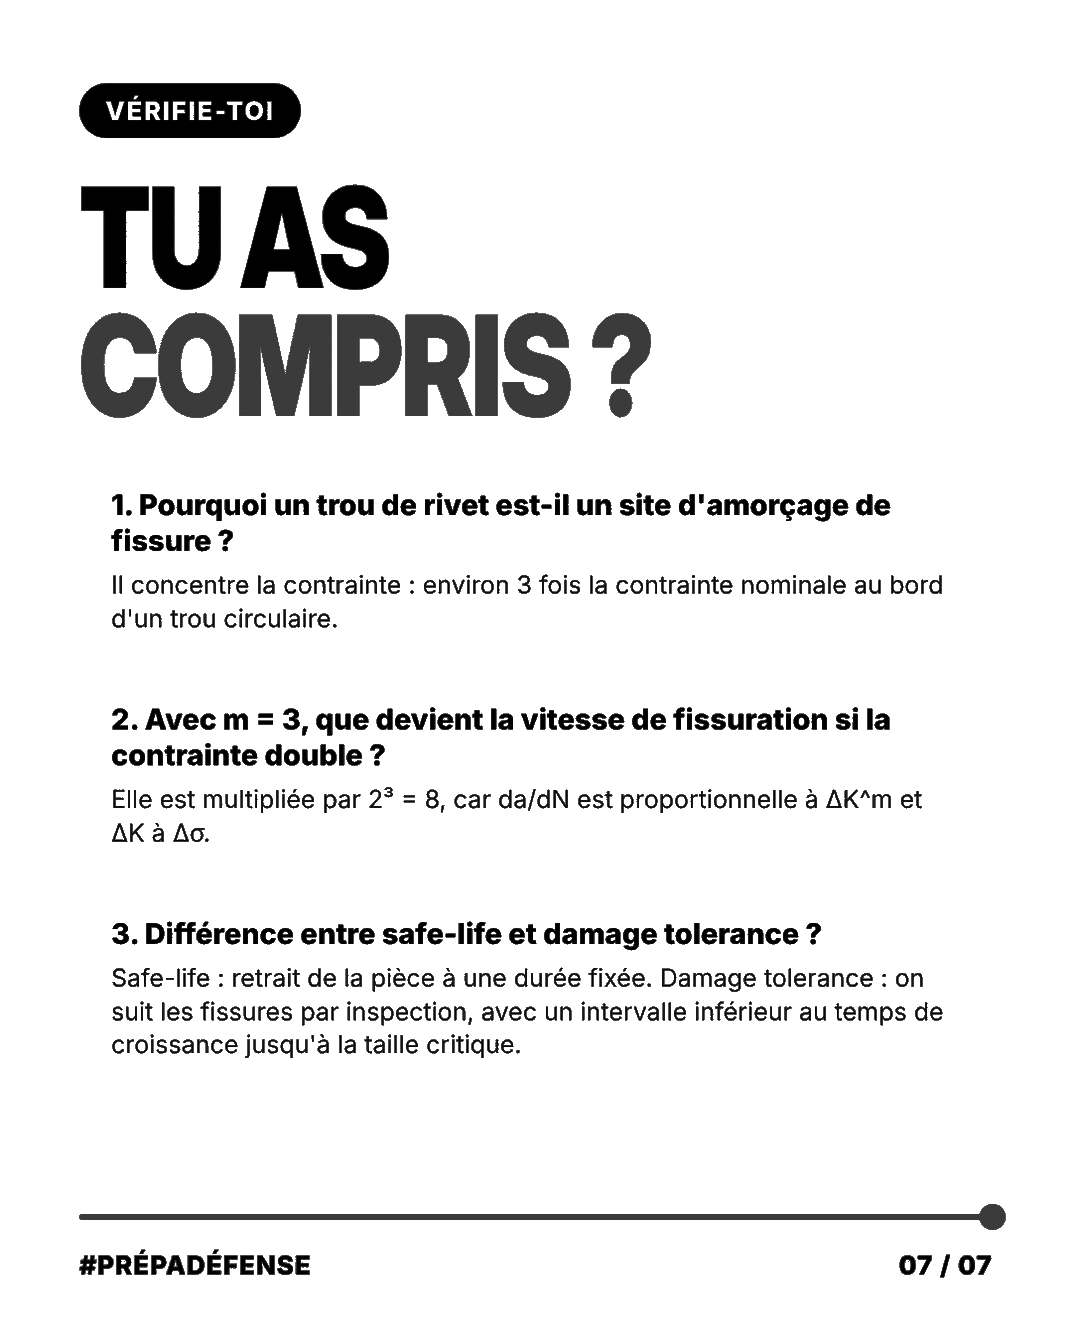 VÉRIFIE-TOI
TU AS
COMPRIS ?
1. Pourquoi un trou de rivet est-il un site d'amorçage de
fissure ?
Il concentre la contrainte : environ 3 fois la contrainte nominale au bord
d'un trou circulaire.
2. Avec m = 3, que devient la vitesse de fissuration si la
contrainte double ?
Elle est multipliée par 2³ = 8, car da/dN est proportionnelle à ΔK^m et
ΔK à Δσ.
3. Différence entre safe-life et damage tolerance ?
Safe-life : retrait de la pièce à une durée fixée. Damage tolerance : on
suit les fissures par inspection, avec un intervalle inférieur au temps de
croissance jusqu'à la taille critique.
#PRÉPADÉFENSE
07 / 07